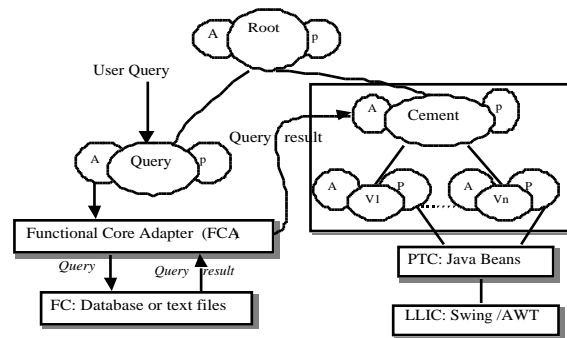 A
Root
p
User Query
A
Cement
p
Query result
A
Query
p
A
V1
P
A
Vn
P
Functional Core Adapter (FCA)
Query
Query result
PTC: Java Beans
FC: Database or text files
LLIC: Swing /AWT